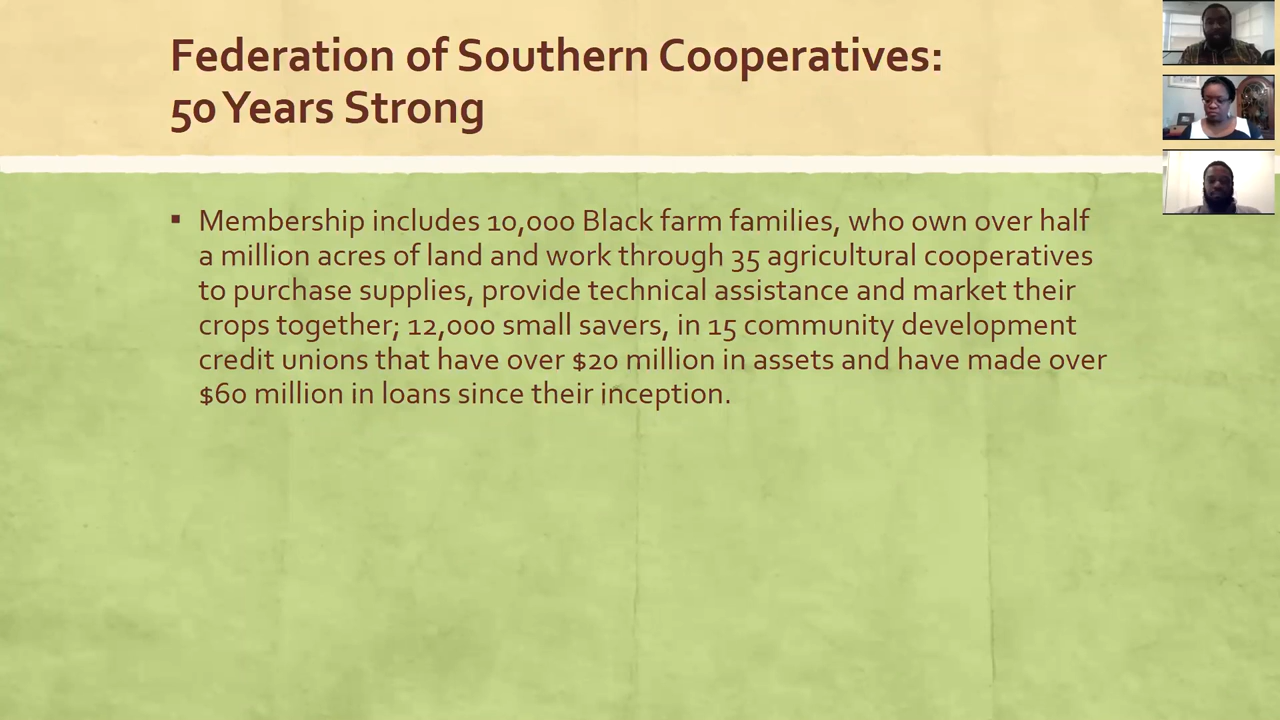 Federation of Southern Cooperatives:
50 Years Strong
▪ Membership includes 10,000 Black farm families, who own over half
a million acres of land and work through 35 agricultural cooperatives
to purchase supplies, provide technical assistance and market their
crops together; 12,000 small savers, in 15 community development
credit unions that have over $20 million in assets and have made over
$60 million in loans since their inception.